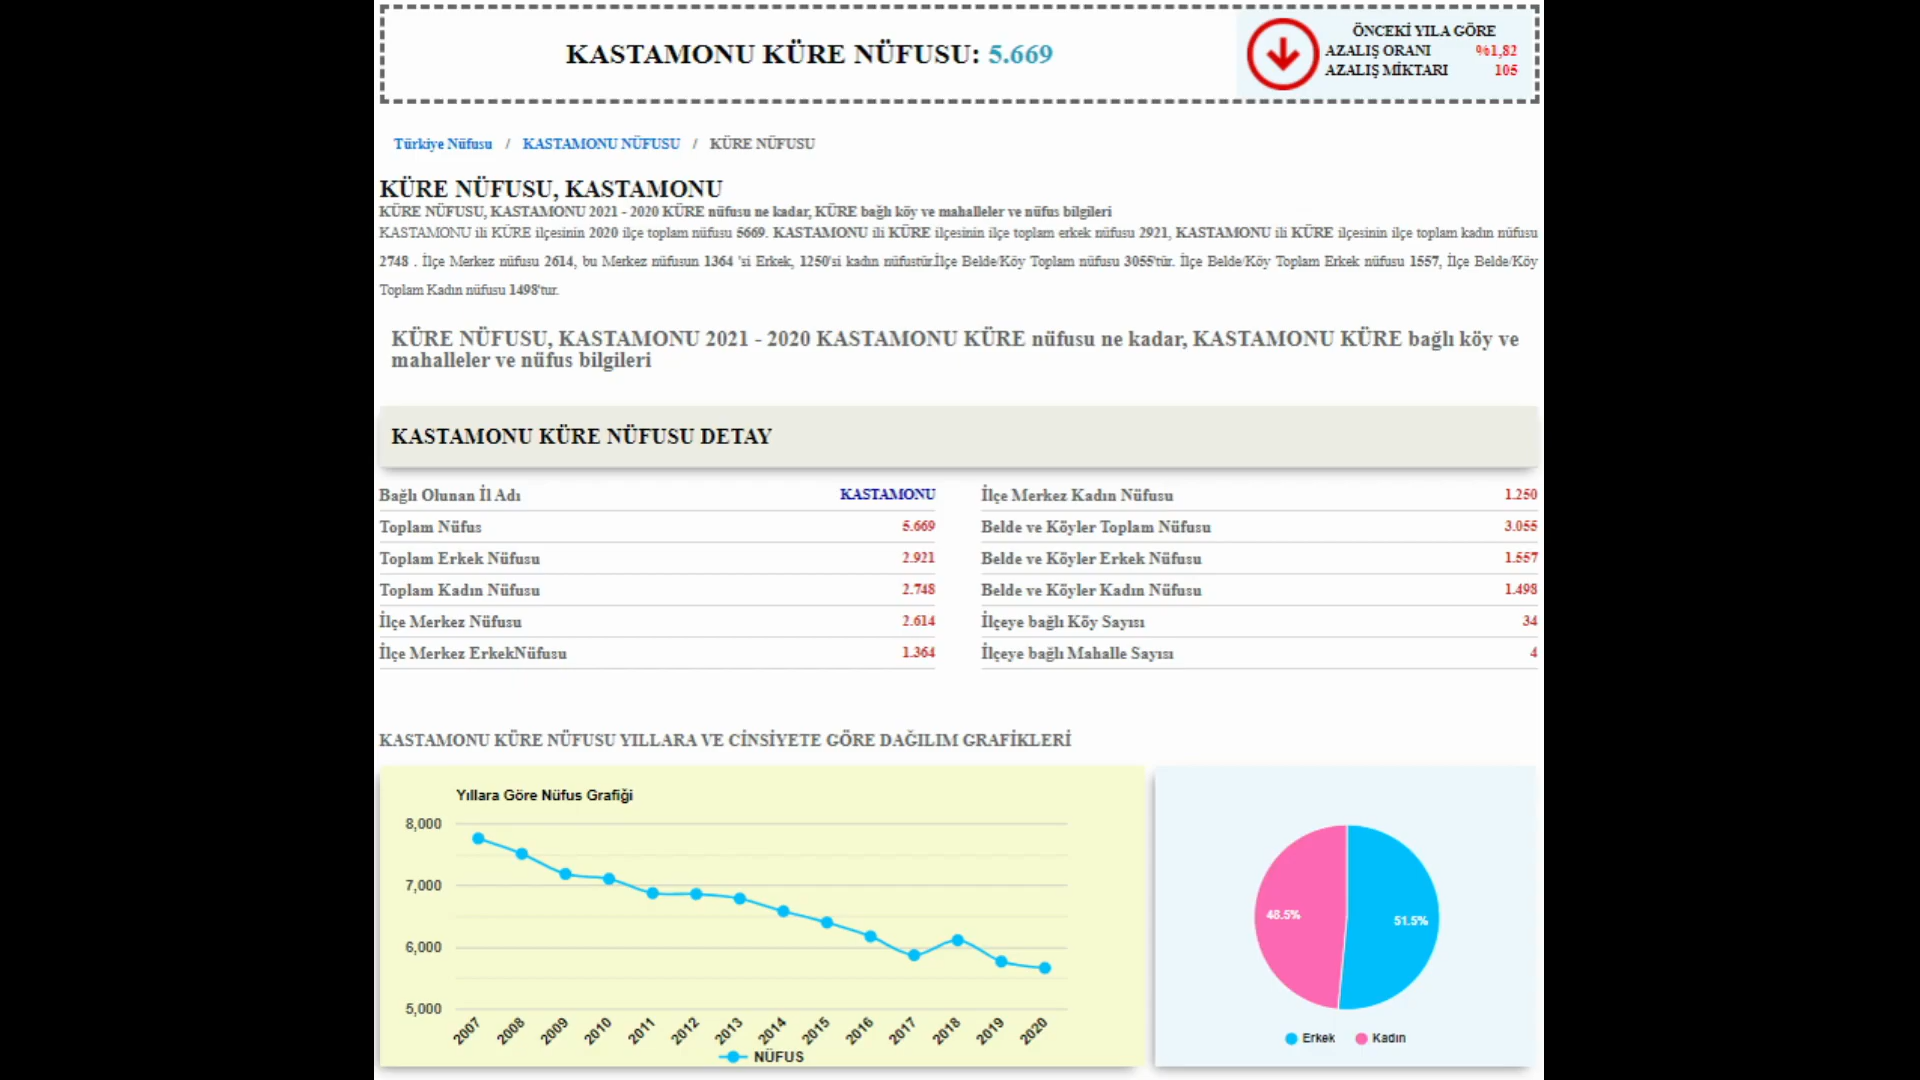 KASTAMONU KÜRE NÜFUSU: 5.669
ÖNCEKİ YILA GÖRE
AZALIŞ ORANI %1,82
AZALIŞ MİKTARI 105
Türkiye Nüfusu / KASTAMONU NÜFUSU / KÜRE NÜFUSU
KÜRE NÜFUSU, KASTAMONU
KÜRE NÜFUSU, KASTAMONU 2021 - 2020 KÜRE nüfusu ne kadar, KÜRE bağlı köy ve mahalleler ve nüfus bilgileri
KASTAMONU ili KÜRE ilçesinin 2020 ilçe toplam nüfusu 5669. KASTAMONU ili KÜRE ilçesinin ilçe toplam erkek nüfusu 2921, KASTAMONU ili KÜRE ilçesinin ilçe toplam kadın nüfusu
2748 . İlçe Merkez nüfusu 2614, bu Merkez nüfusun 1364 'si Erkek, 1250'si kadın nüfustür.İlçe Belde/Köy Toplam nüfusu 3055'tür. İlçe Belde/Köy Toplam Erkek nüfusu 1557, İlçe Belde/Köy
Toplam Kadın nüfusu 1498'tur.
KÜRE NÜFUSU, KASTAMONU 2021 - 2020 KASTAMONU KÜRE nüfusu ne kadar, KASTAMONU KÜRE bağlı köy ve
mahalleler ve nüfus bilgileri
KASTAMONU KÜRE NÜFUSU DETAY
Bağlı Olunan İl Adı KASTAMONU
Toplam Nüfus 5.669
Toplam Erkek Nüfusu 2.921
Toplam Kadın Nüfusu 2.748
İlçe Merkez Nüfusu 2.614
İlçe Merkez ErkekNüfusu 1.364
İlçe Merkez Kadın Nüfusu 1.250
Belde ve Köyler Toplam Nüfusu 3.055
Belde ve Köyler Erkek Nüfusu 1.557
Belde ve Köyler Kadın Nüfusu 1.498
İlçeye bağlı Köy Sayısı 34
İlçeye bağlı Mahalle Sayısı 4
KASTAMONU KÜRE NÜFUSU YILLARA VE CİNSİYETE GÖRE DAĞILIM GRAFİKLERİ
Yıllara Göre Nüfus Grafiği
8,000
7,000
6,000
5,000
2007 2008 2009 2010 2011 2012 2013 2014 2015 2016 2017 2018 2019 2020
NÜFUS
48.5%
51.5%
Erkek Kadın